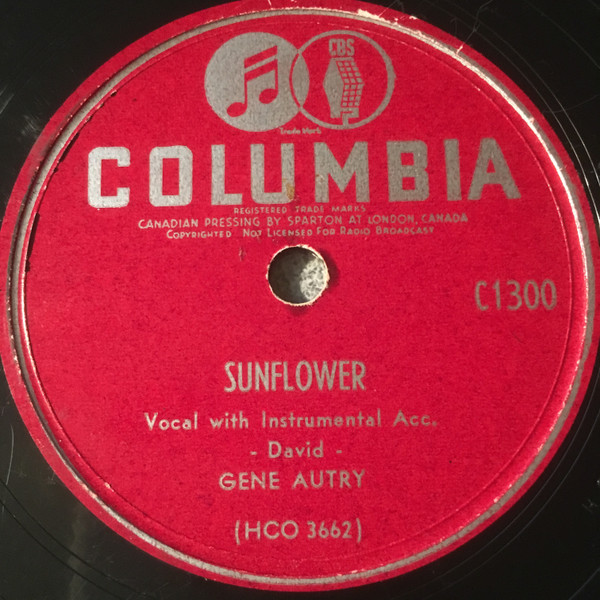 CBS
Trade Mark
COLUMBIA
REGISTERED TRADE MARKS
CANADIAN PRESSING BY SPARTON AT LONDON, CANADA
COPYRIGHTED NOT LICENSED FOR RADIO BROADCAST
C1300
SUNFLOWER
Vocal with Instrumental Acc.
- David -
GENE AUTRY
(HCO 3662)